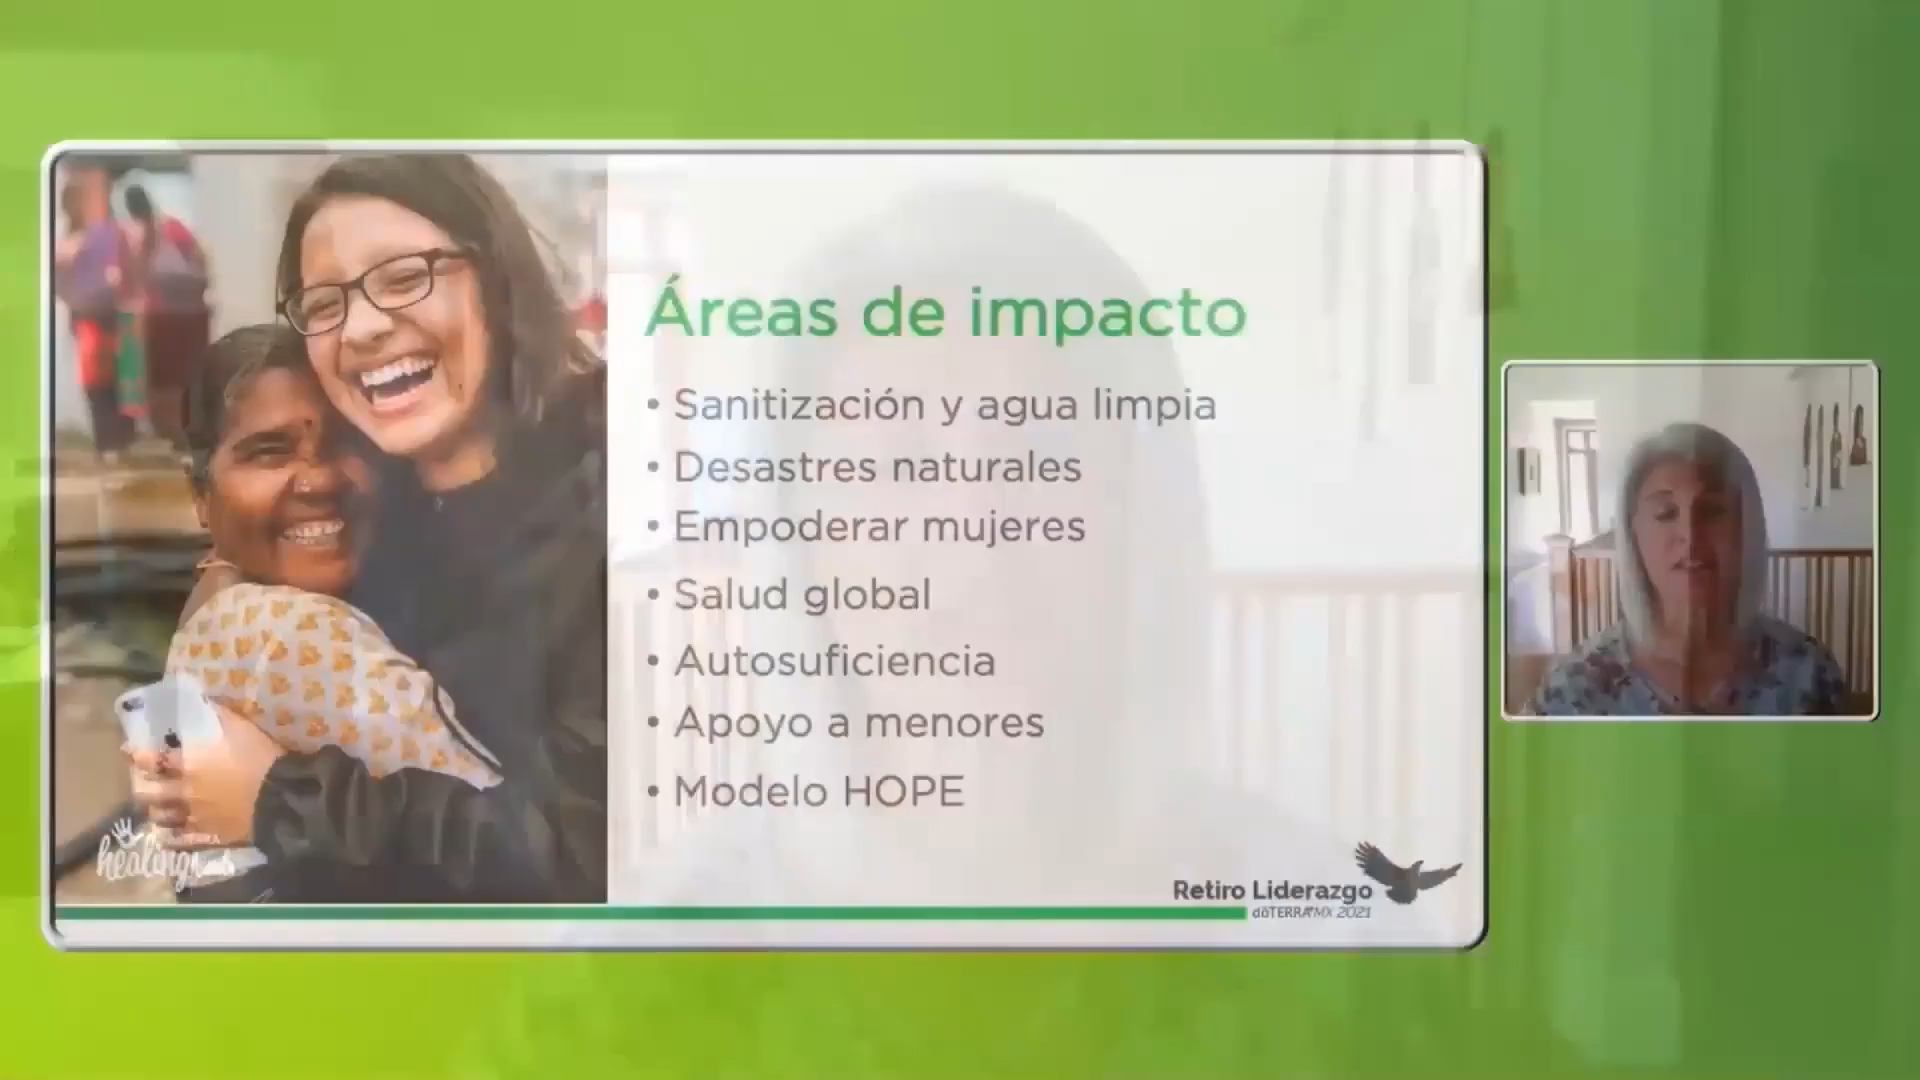 Áreas de impacto
• Sanitización y agua limpia
• Desastres naturales
• Empoderar mujeres
• Salud global
• Autosuficiencia
• Apoyo a menores
• Modelo HOPE
healing
Retiro Liderazgo
dōTERRA MX 2021